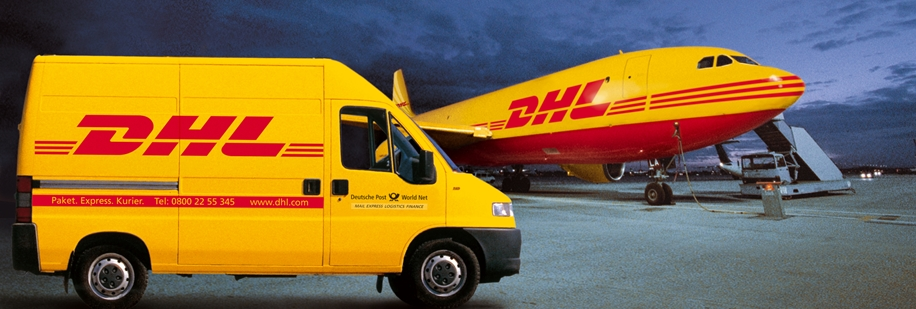 DHL
DHL
Paket. Express. Kurier. Tel: 0800 22 55 345 www.dhl.com
Deutsche Post World Net
MAIL EXPRESS LOGISTICS FINANCE